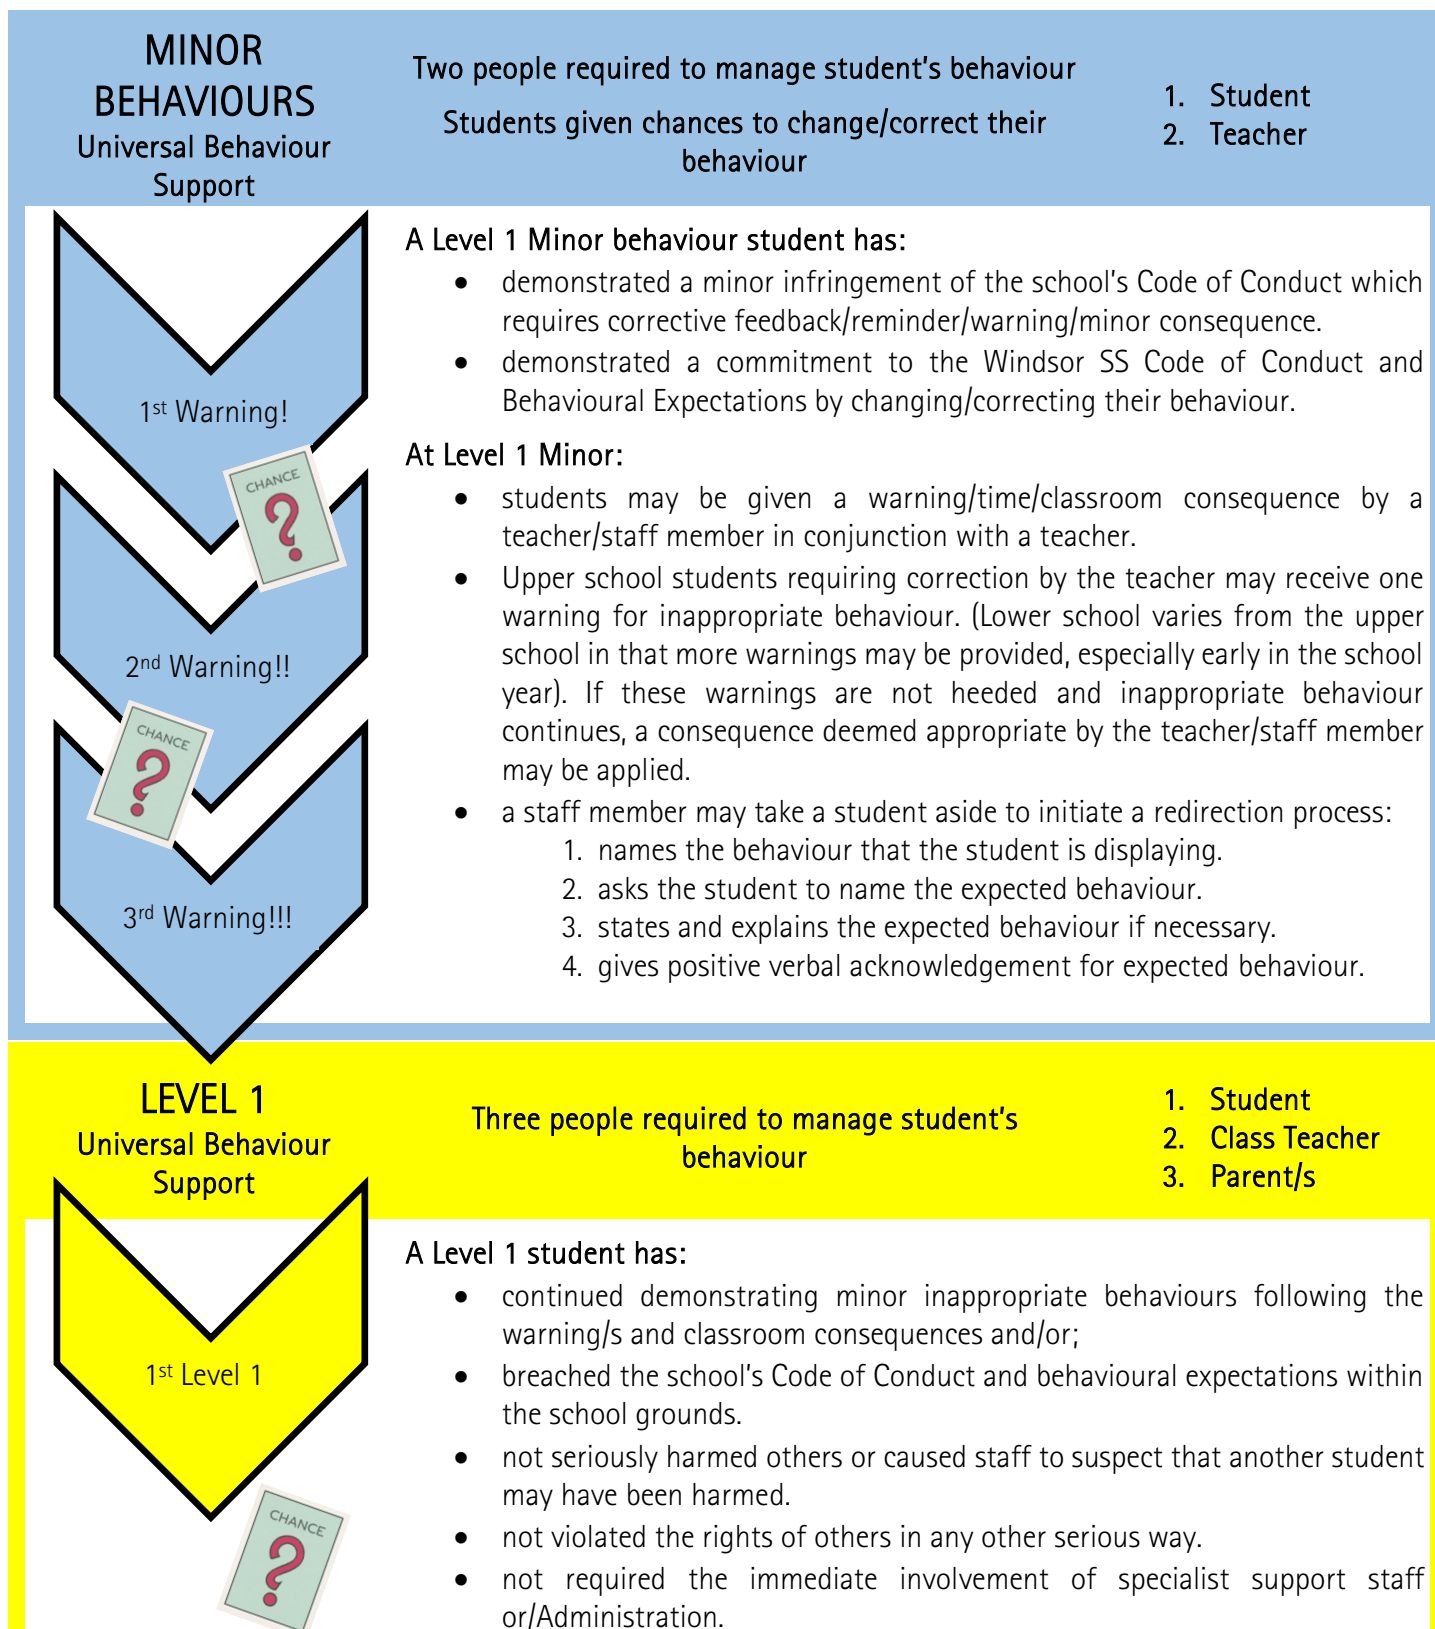 MINOR
BEHAVIOURS
Universal Behaviour
Support
Two people required to manage student's behaviour
Students given chances to change/correct their
behaviour
1. Student
2. Teacher
1st Warning!
CHANCE
?
2nd Warning!!
CHANCE
?
3rd Warning!!!
A Level 1 Minor behaviour student has:
• demonstrated a minor infringement of the school's Code of Conduct which
requires corrective feedback/reminder/warning/minor consequence.
• demonstrated a commitment to the Windsor SS Code of Conduct and
Behavioural Expectations by changing/correcting their behaviour.
At Level 1 Minor:
• students may be given a warning/time/classroom consequence by a
teacher/staff member in conjunction with a teacher.
• Upper school students requiring correction by the teacher may receive one
warning for inappropriate behaviour. (Lower school varies from the upper
school in that more warnings may be provided, especially early in the school
year). If these warnings are not heeded and inappropriate behaviour
continues, a consequence deemed appropriate by the teacher/staff member
may be applied.
• a staff member may take a student aside to initiate a redirection process:
1. names the behaviour that the student is displaying.
2. asks the student to name the expected behaviour.
3. states and explains the expected behaviour if necessary.
4. gives positive verbal acknowledgement for expected behaviour.
LEVEL 1
Universal Behaviour
Support
Three people required to manage student's
behaviour
1. Student
2. Class Teacher
3. Parent/s
1st Level 1
CHANCE
?
A Level 1 student has:
• continued demonstrating minor inappropriate behaviours following the
warning/s and classroom consequences and/or;
• breached the school's Code of Conduct and behavioural expectations within
the school grounds.
• not seriously harmed others or caused staff to suspect that another student
may have been harmed.
• not violated the rights of others in any other serious way.
• not required the immediate involvement of specialist support staff
or/Administration.